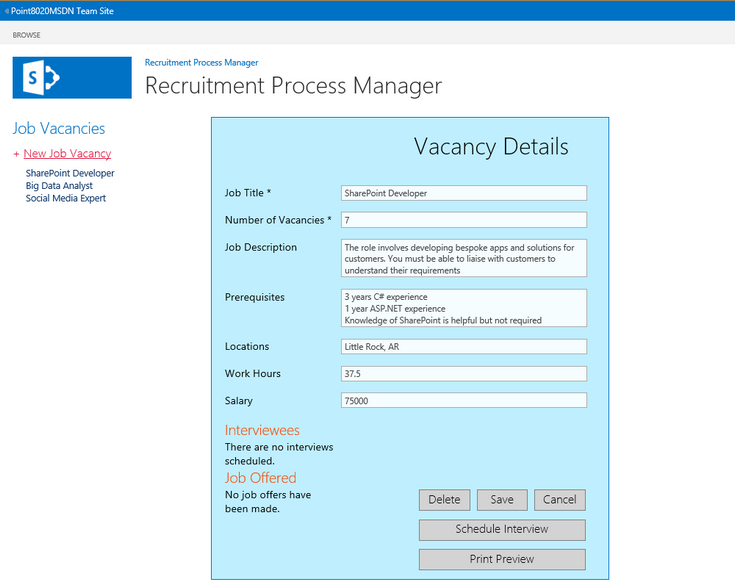 Point8020MSDN Team Site
BROWSE
S
Recruitment Process Manager
Recruitment Process Manager
Job Vacancies
+ New Job Vacancy
SharePoint Developer
Big Data Analyst
Social Media Expert
Vacancy Details
Job Title * SharePoint Developer
Number of Vacancies * 7
Job Description
The role involves developing bespoke apps and solutions for
customers. You must be able to liaise with customers to
understand their requirements
Prerequisites
3 years C# experience
1 year ASP.NET experience
Knowledge of SharePoint is helpful but not required
Locations Little Rock, AR
Work Hours 37.5
Salary 75000
Interviewees
There are no interviews
scheduled.
Job Offered
No job offers have
been made.
Delete Save Cancel
Schedule Interview
Print Preview